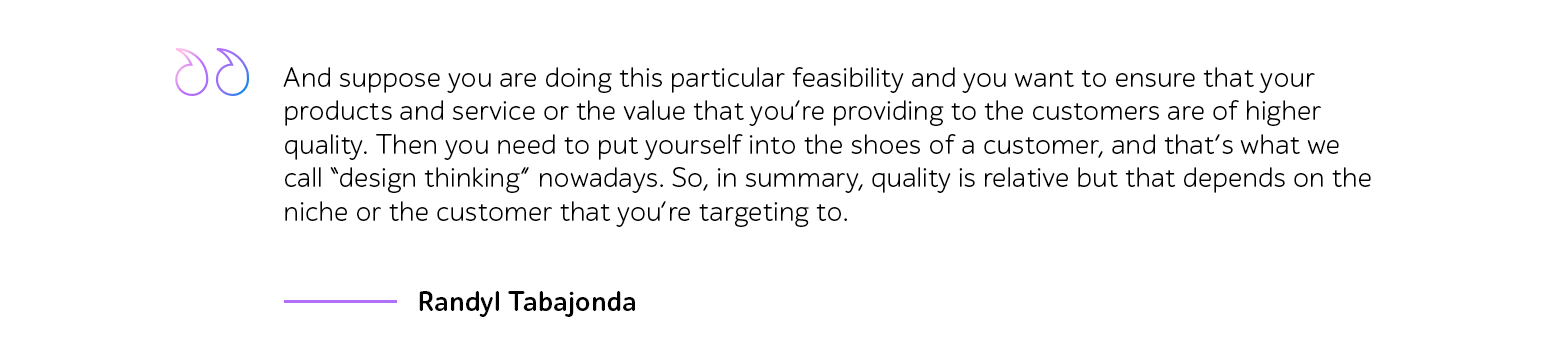 And suppose you are doing this particular feasibility and you want to ensure that your
products and service or the value that you’re providing to the customers are of higher
quality. Then you need to put yourself into the shoes of a customer, and that’s what we
call “design thinking” nowadays. So, in summary, quality is relative but that depends on the
niche or the customer that you’re targeting to.
Randyl Tabajonda